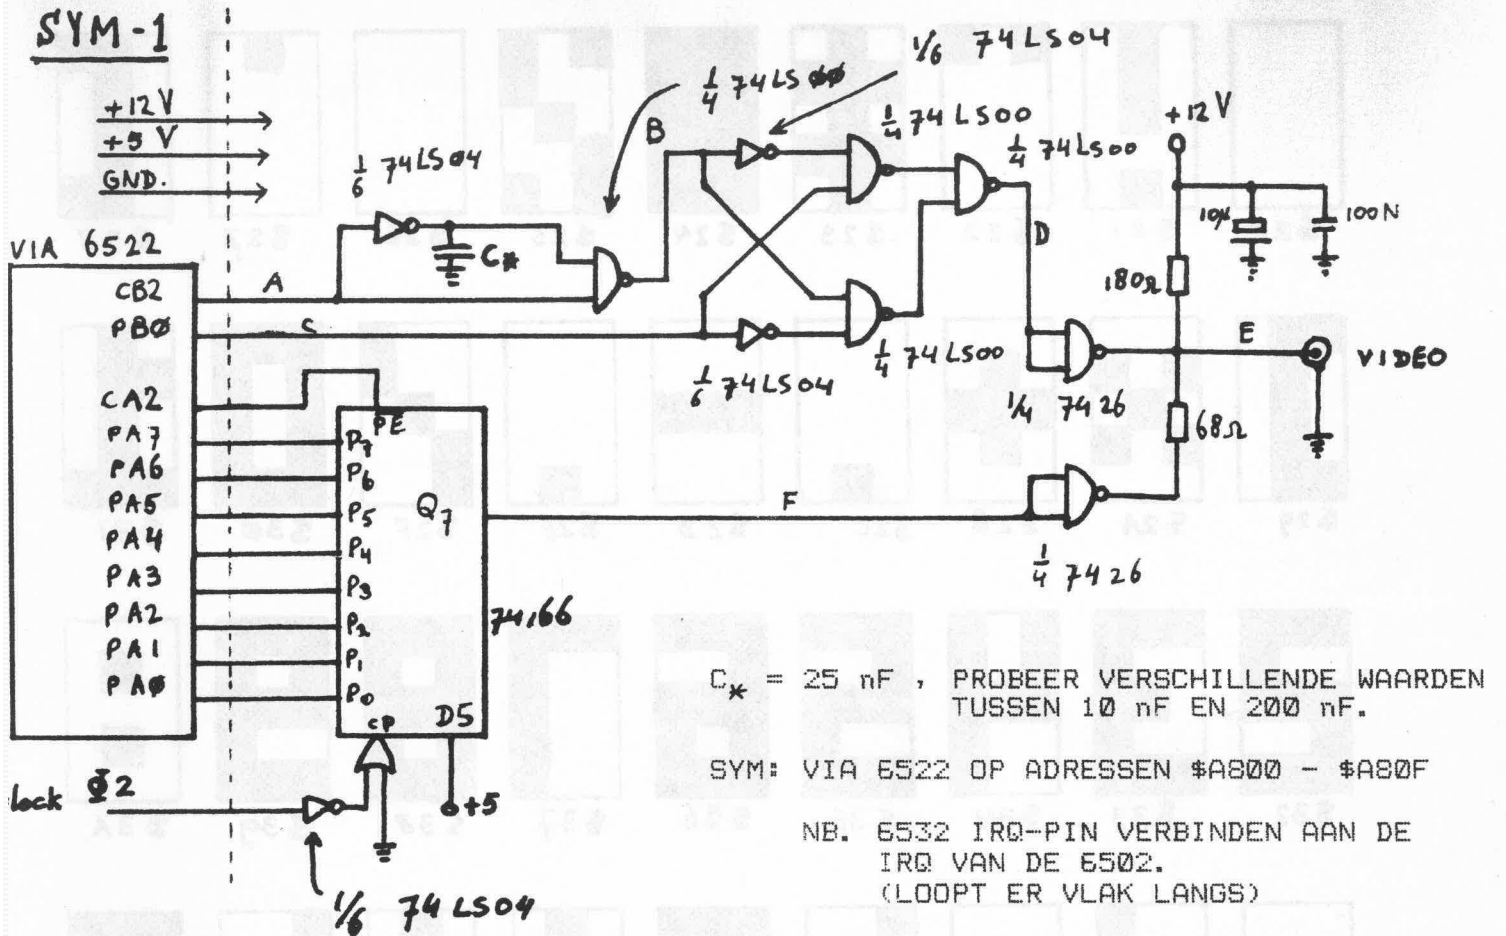 SYM-1
+12 V
+5 V
GND.
VIA 6522
CB2
PBØ
CA2
PA7
PA6
PA5
PA4
PA3
PA2
PA1
PAØ
lock Φ2
A
C
1/6 74LS04
C*
1/4 74LSØØ
B
1/6 74LS04
1/4 74LS00
1/4 74LS00
1/6 74LS04
1/4 74LS00
D
+12V
10µ
100N
180Ω
E
VIDEO
1/4 7426
68Ω
F
1/4 7426
PE
P7
P6
P5
P4
P3
P2
P1
P0
Q7
CP
D5
74166
+5
1/6 74LS04
C* = 25 nF , PROBEER VERSCHILLENDE WAARDEN
TUSSEN 10 nF EN 200 nF.
SYM: VIA 6522 OP ADRESSEN $A800 - $A80F
NB. 6532 IRQ-PIN VERBINDEN AAN DE
IRQ VAN DE 6502.
(LOOPT ER VLAK LANGS)